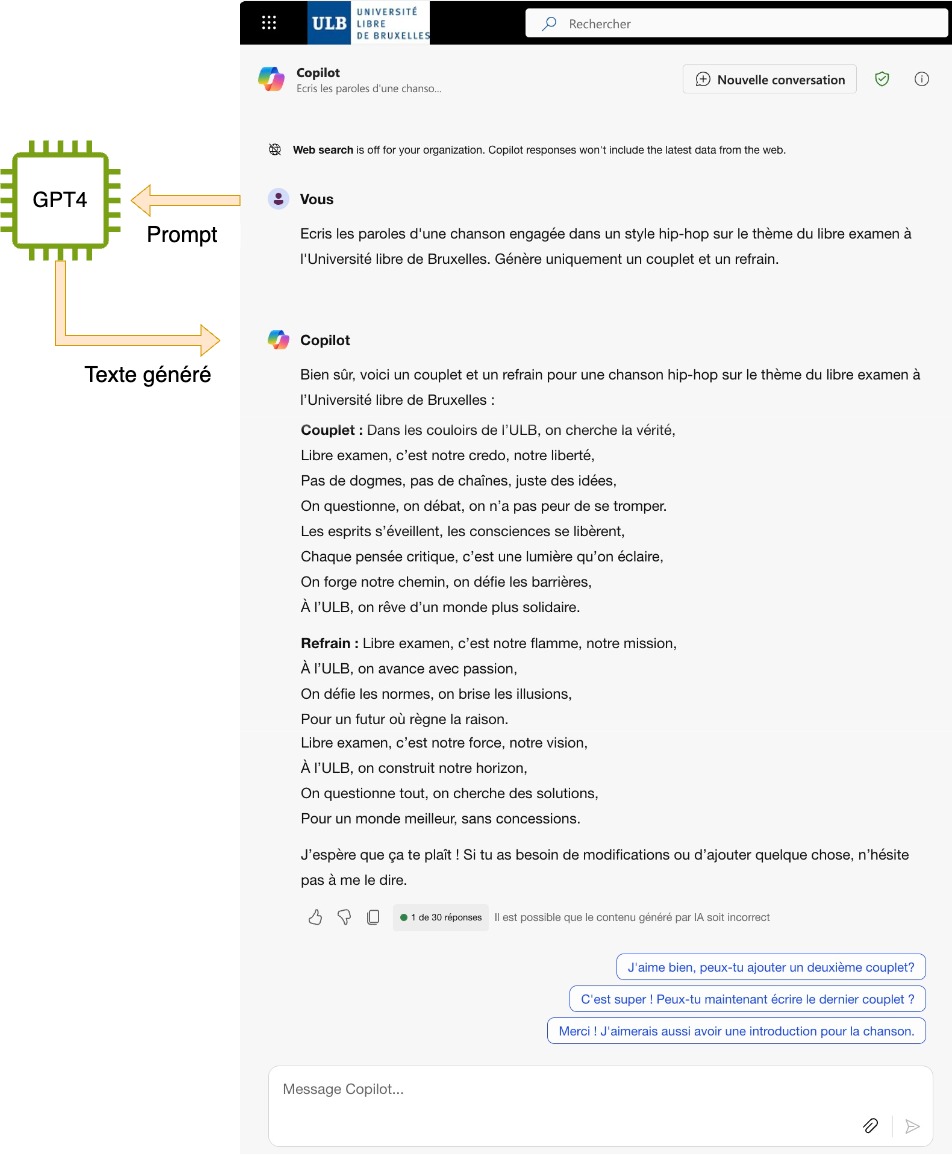 ULB
UNIVERSITÉ
LIBRE
DE BRUXELLES
Rechercher
Copilot
Ecris les paroles d'une chanso...
Nouvelle conversation
Web search is off for your organization. Copilot responses won't include the latest data from the web.
GPT4
Prompt
Vous
Ecris les paroles d'une chanson engagée dans un style hip-hop sur le thème du libre examen à
l'Université libre de Bruxelles. Génère uniquement un couplet et un refrain.
Texte généré
Copilot
Bien sûr, voici un couplet et un refrain pour une chanson hip-hop sur le thème du libre examen à
l’Université libre de Bruxelles :
Couplet : Dans les couloirs de l’ULB, on cherche la vérité,
Libre examen, c’est notre credo, notre liberté,
Pas de dogmes, pas de chaînes, juste des idées,
On questionne, on débat, on n’a pas peur de se tromper.
Les esprits s’éveillent, les consciences se libèrent,
Chaque pensée critique, c’est une lumière qu’on éclaire,
On forge notre chemin, on défie les barrières,
À l’ULB, on rêve d’un monde plus solidaire.
Refrain : Libre examen, c’est notre flamme, notre mission,
À l’ULB, on avance avec passion,
On défie les normes, on brise les illusions,
Pour un futur où règne la raison.
Libre examen, c’est notre force, notre vision,
À l’ULB, on construit notre horizon,
On questionne tout, on cherche des solutions,
Pour un monde meilleur, sans concessions.
J’espère que ça te plaît ! Si tu as besoin de modifications ou d’ajouter quelque chose, n’hésite
pas à me le dire.
1 de 30 réponses
Il est possible que le contenu généré par IA soit incorrect
J'aime bien, peux-tu ajouter un deuxième couplet?
C'est super ! Peux-tu maintenant écrire le dernier couplet ?
Merci ! J'aimerais aussi avoir une introduction pour la chanson.
Message Copilot...